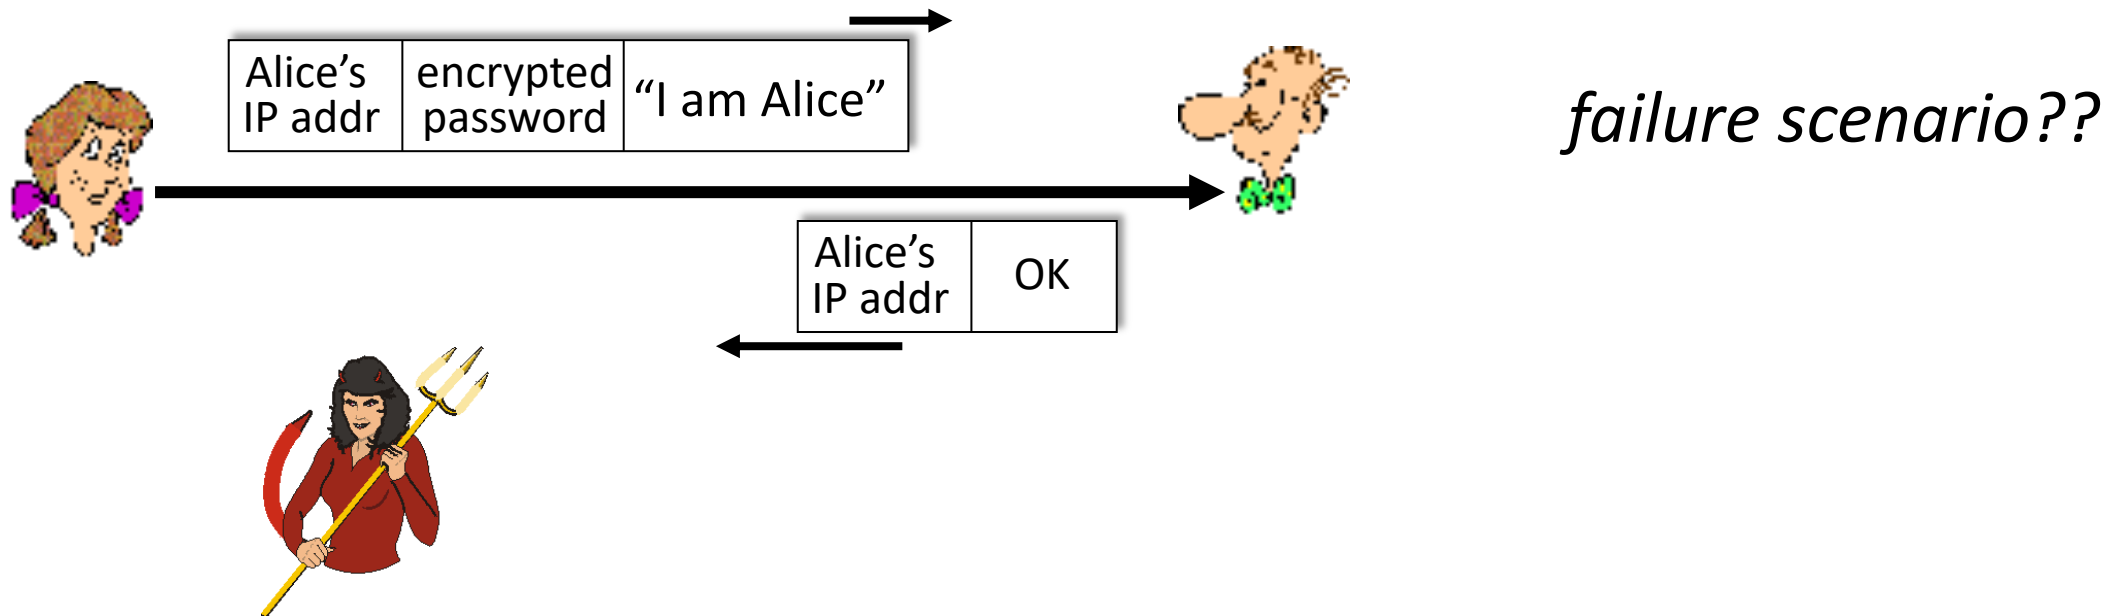 Alice’s
IP addr
encrypted
password
“I am Alice”
failure scenario??
Alice’s
IP addr
OK